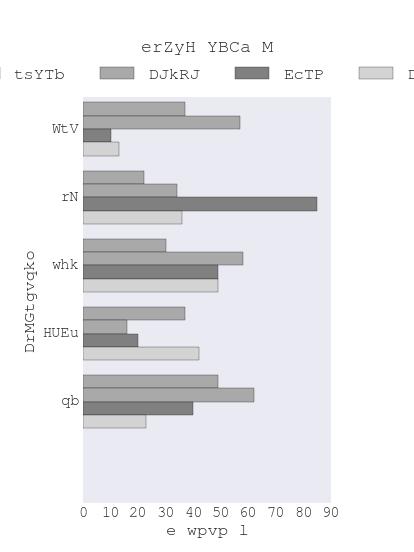 erZyH YBCa M
tsYTb DJkRJ EcTP
WtV
rN
whk
HUEu
qb
DrMGtgvqko
0 10 20 30 40 50 60 70 80 90
e wpvp l